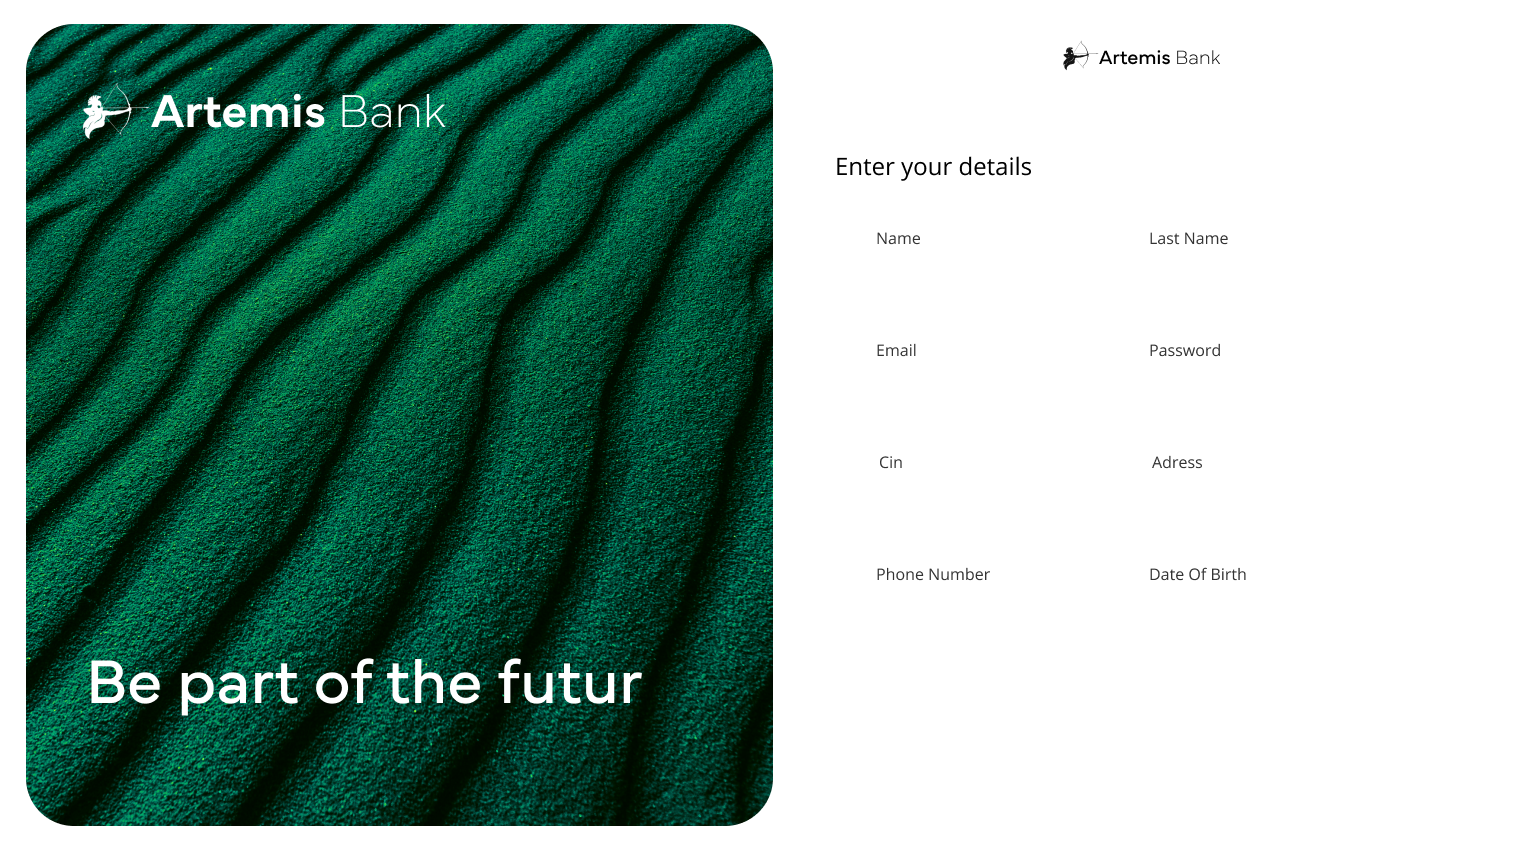 Artemis Bank
Be part of the futur
Artemis Bank
Enter your details
Name
Last Name
Email
Password
Cin
Adress
Phone Number
Date Of Birth